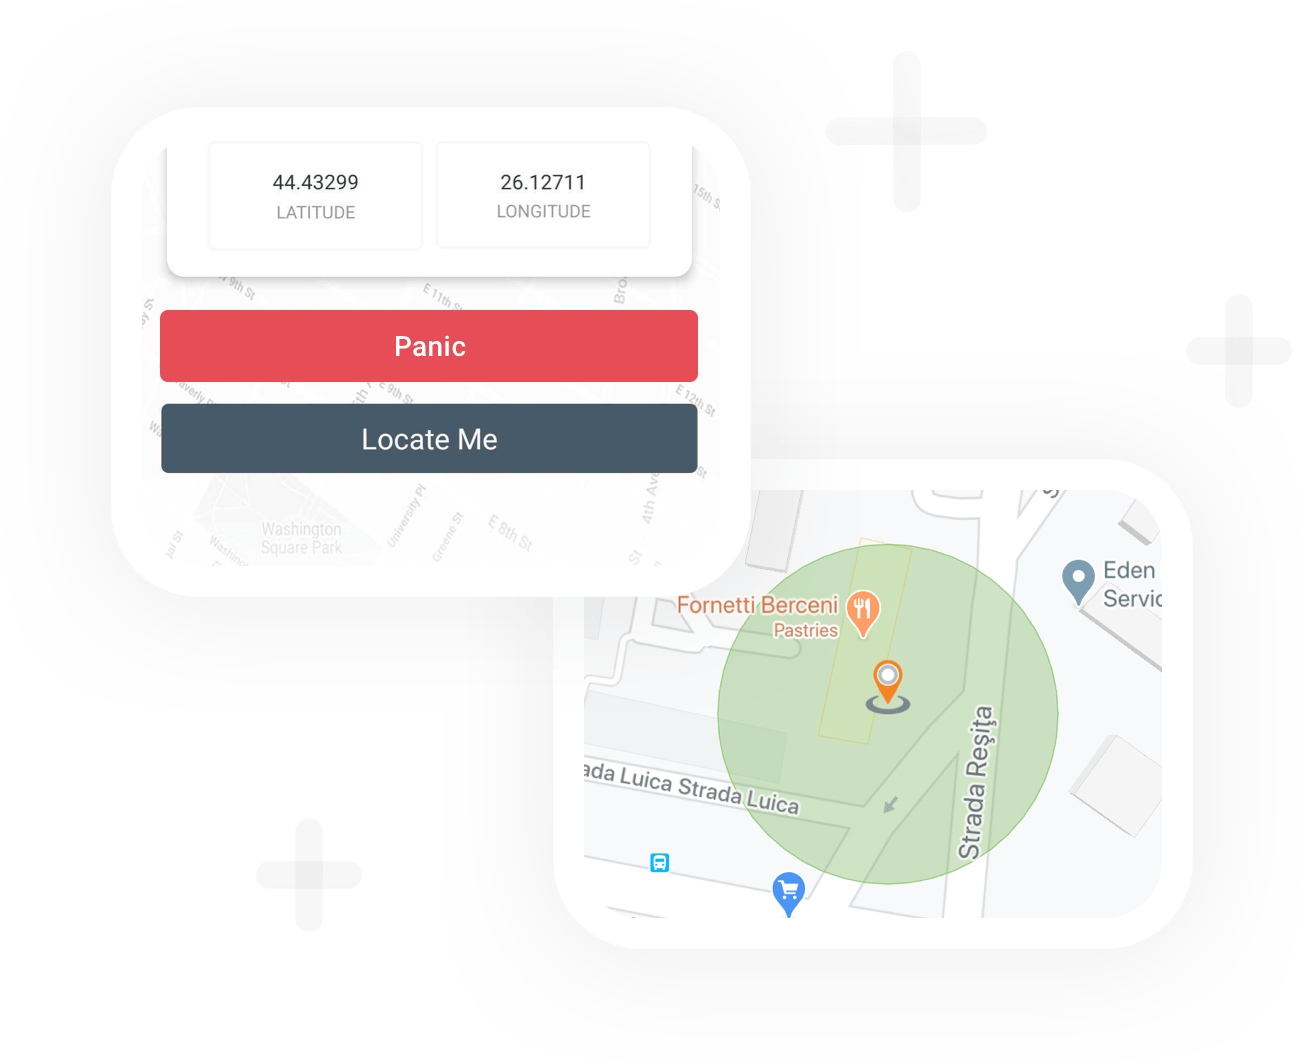 44.43299
LATITUDE
26.12711
LONGITUDE
15th S
9th St
E 11th St
Bro
Panic
E 9th St
E 12th St
Locate Me
St
4th Ave
University Pl
Greene St
E 8th St
Washington
Square Park
St
Fornetti Berceni
Pastries
Eden
Servic
ada Luica Strada Luica
Strada Reșița